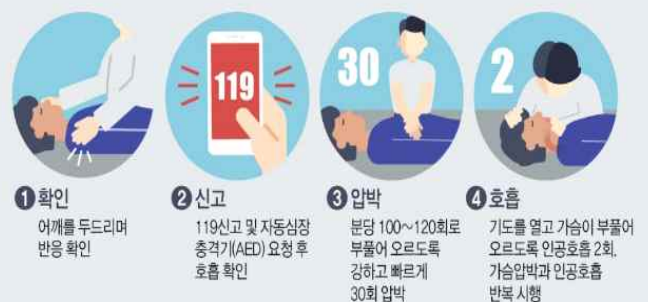 119
30
2
1 확인
어깨를 두드리며
반응 확인
2 신고
119신고 및 자동심장
충격기(AED) 요청 후
호흡 확인
3 압박
분당 100~120회로
부풀어 오르도록
강하고 빠르게
30회 압박
4 호흡
기도를 열고 가슴이 부풀어
오르도록 인공호흡 2회.
가슴압박과 인공호흡
반복 시행